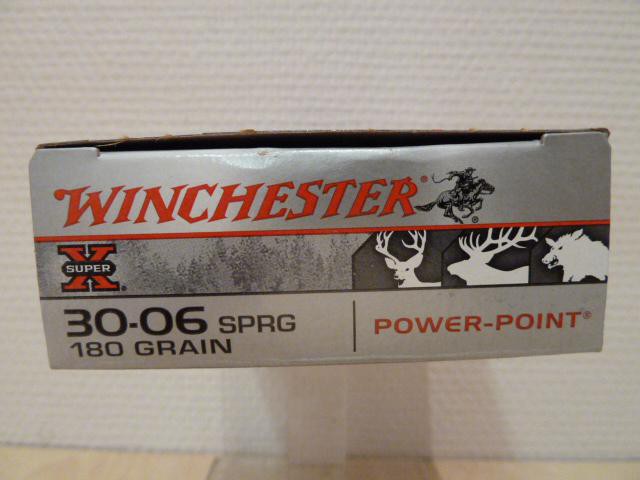 WINCHESTER®
SUPER X®
30-06 SPRG
180 GRAIN
POWER-POINT®